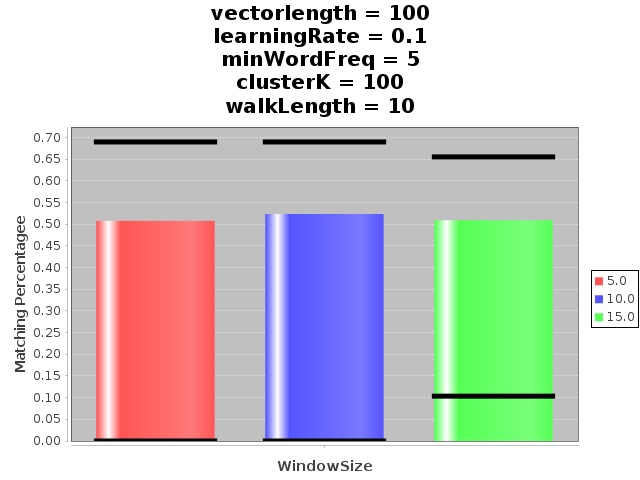 vectorlength = 100
learningRate = 0.1
minWordFreq = 5
clusterK = 100
walkLength = 10
0.70
0.65
0.60
0.55
0.50
0.45
0.40
0.35
0.30
0.25
0.20
0.15
0.10
0.05
0.00
Matching Percentagee
WindowSize
5.0
10.0
15.0